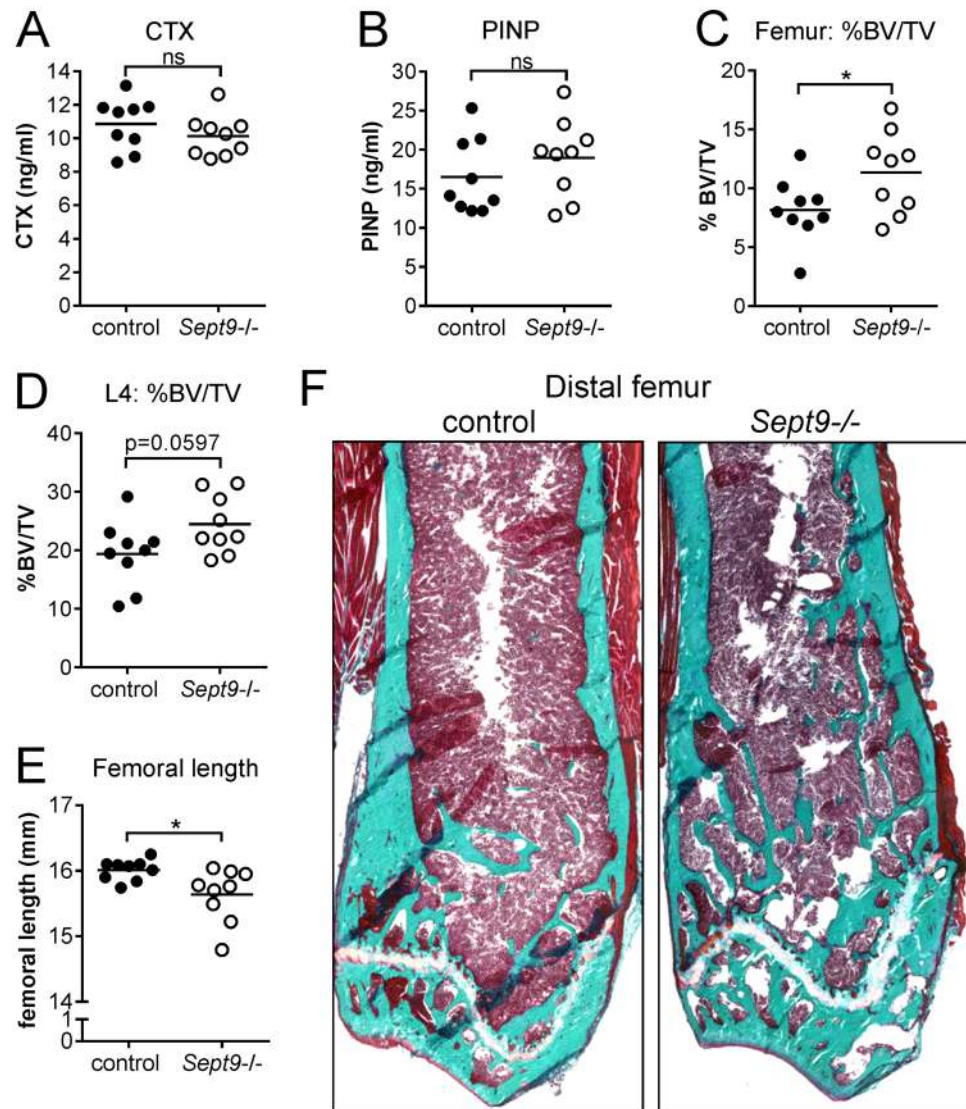 A
CTX
ns
CTX (ng/ml)
14
12
10
8
6
4
2
0
control
Sept9-/-
B
PINP
ns
PINP (ng/ml)
30
25
20
15
10
5
0
control
Sept9-/-
C
Femur: %BV/TV
*
% BV/TV
20
15
10
5
0
control
Sept9-/-
D
L4: %BV/TV
p=0.0597
%BV/TV
40
30
20
10
0
control
Sept9-/-
E
Femoral length
*
femoral length (mm)
17
16
15
14
1
0
control
Sept9-/-
F
Distal femur
control
Sept9-/-